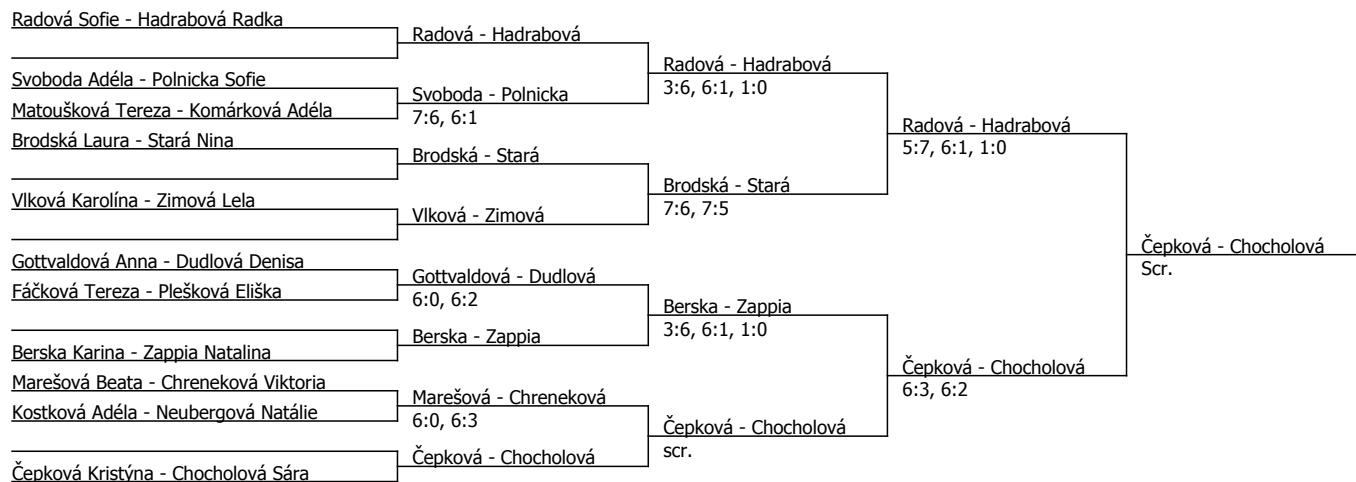 Radová Sofie - Hadrabová Radka
Svoboda Adéla - Polnicka Sofie
Matoušková Tereza - Komárková Adéla
Brodská Laura - Stará Nina
Vlková Karolína - Zimová Lela
Gottvaldová Anna - Dudlová Denisa
Fáčková Tereza - Plešková Eliška
Berska Karina - Zappia Natalina
Marešová Beata - Chreneková Viktoria
Kostková Adéla - Neubergová Natálie
Čepková Kristýna - Chocholová Sára
Radová - Hadrabová
Svoboda - Polnicka
7:6, 6:1
Brodská - Stará
Vlková - Zimová
Gottvaldová - Dudlová
6:0, 6:2
Berska - Zappia
Marešová - Chreneková
6:0, 6:3
Čepková - Chocholová
Radová - Hadrabová
3:6, 6:1, 1:0
Brodská - Stará
7:6, 7:5
Berska - Zappia
3:6, 6:1, 1:0
Čepková - Chocholová
scr.
Radová - Hadrabová
5:7, 6:1, 1:0
Čepková - Chocholová
6:3, 6:2
Čepková - Chocholová
Scr.